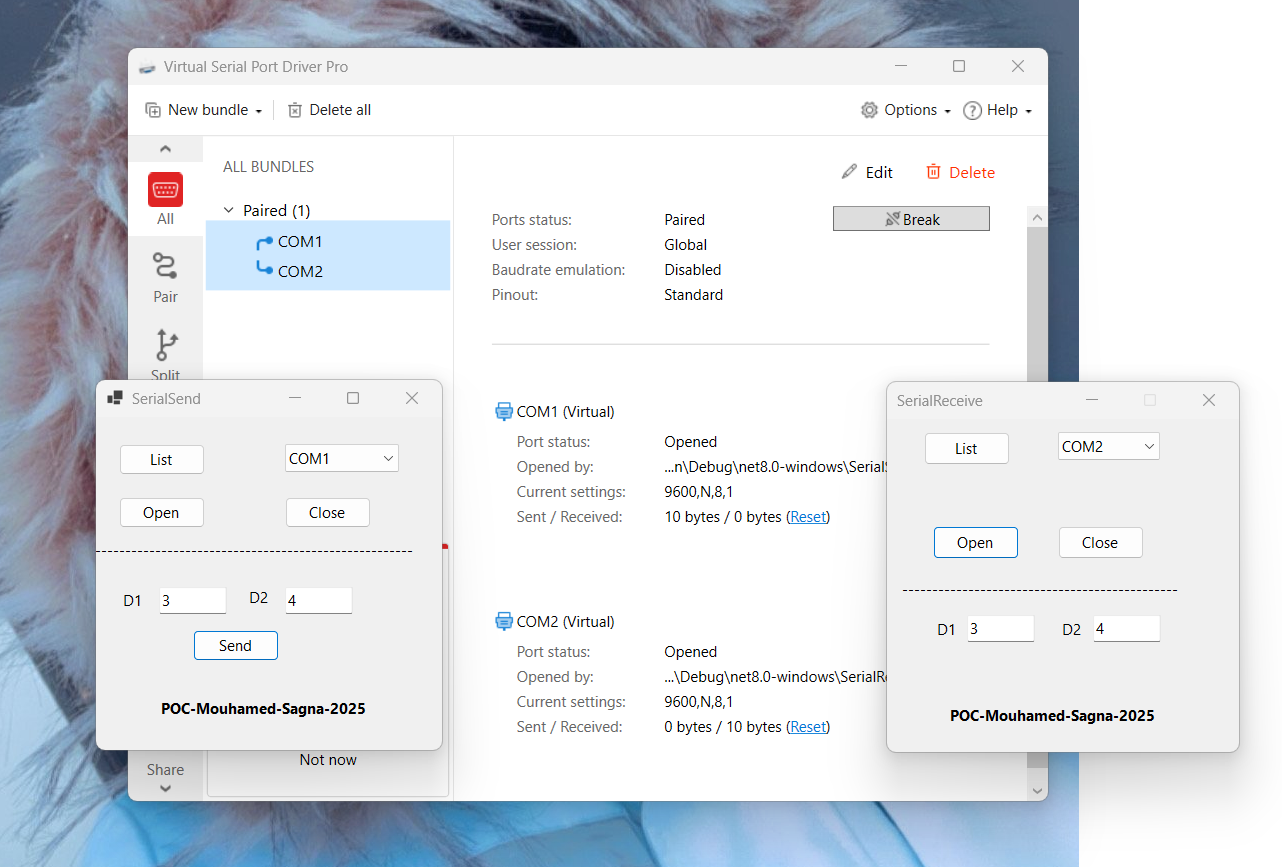 Virtual Serial Port Driver Pro
New bundle
Delete all
Options
? Help
All
Pair
Split
Share
ALL BUNDLES
Paired (1)
COM1
COM2
Not now
Edit
Delete
Ports status: Paired
Break
User session: Global
Baudrate emulation: Disabled
Pinout: Standard
COM1 (Virtual)
Port status: Opened
Opened by: ...n\Debug\net8.0-windows\SerialS
Current settings: 9600,N,8,1
Sent / Received: 10 bytes / 0 bytes (Reset)
COM2 (Virtual)
Port status: Opened
Opened by: ...\Debug\net8.0-windows\SerialRe
Current settings: 9600,N,8,1
Sent / Received: 0 bytes / 10 bytes (Reset)
SerialSend
List
COM1
Open
Close
D1 3 D2 4
Send
POC-Mouhamed-Sagna-2025
SerialReceive
List
COM2
Open
Close
D1 3 D2 4
POC-Mouhamed-Sagna-2025